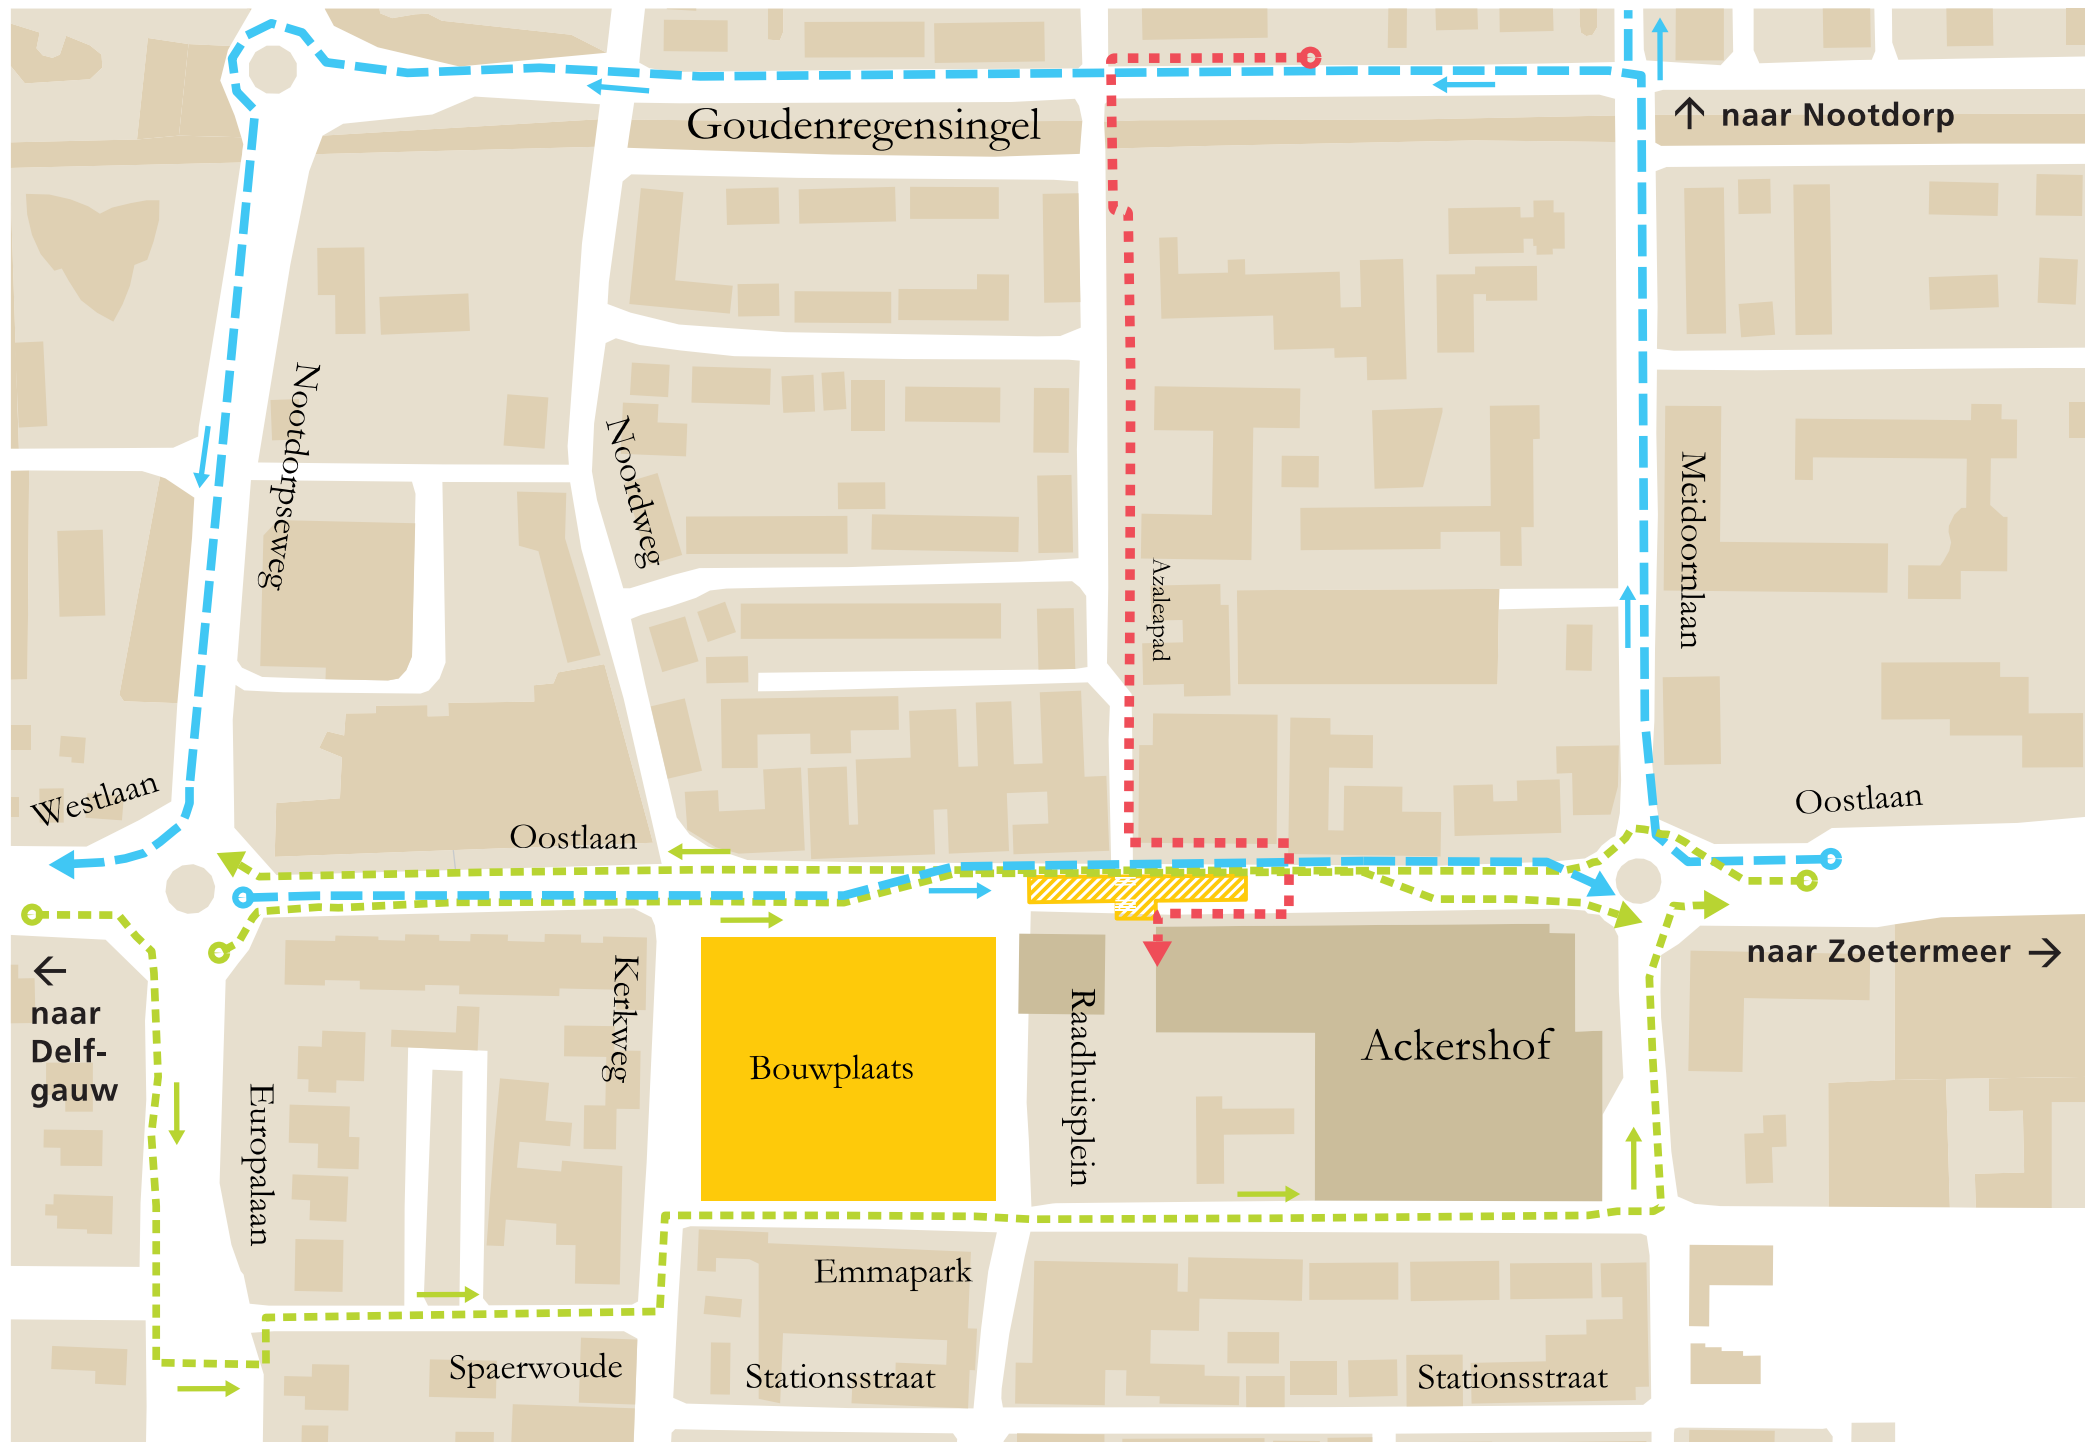 Goudenregensingel
↑ naar Nootdorp
Nootdorpseweg
Noordweg
Azaleapad
Meidoornlaan
Westlaan
Oostlaan
Oostlaan
←
naar
Delf-
gauw
naar Zoetermeer →
Kerkweg
Europalaan
Bouwplaats
Raadhuisplein
Ackershof
Emmapark
Spaerwoude
Stationsstraat
Stationsstraat